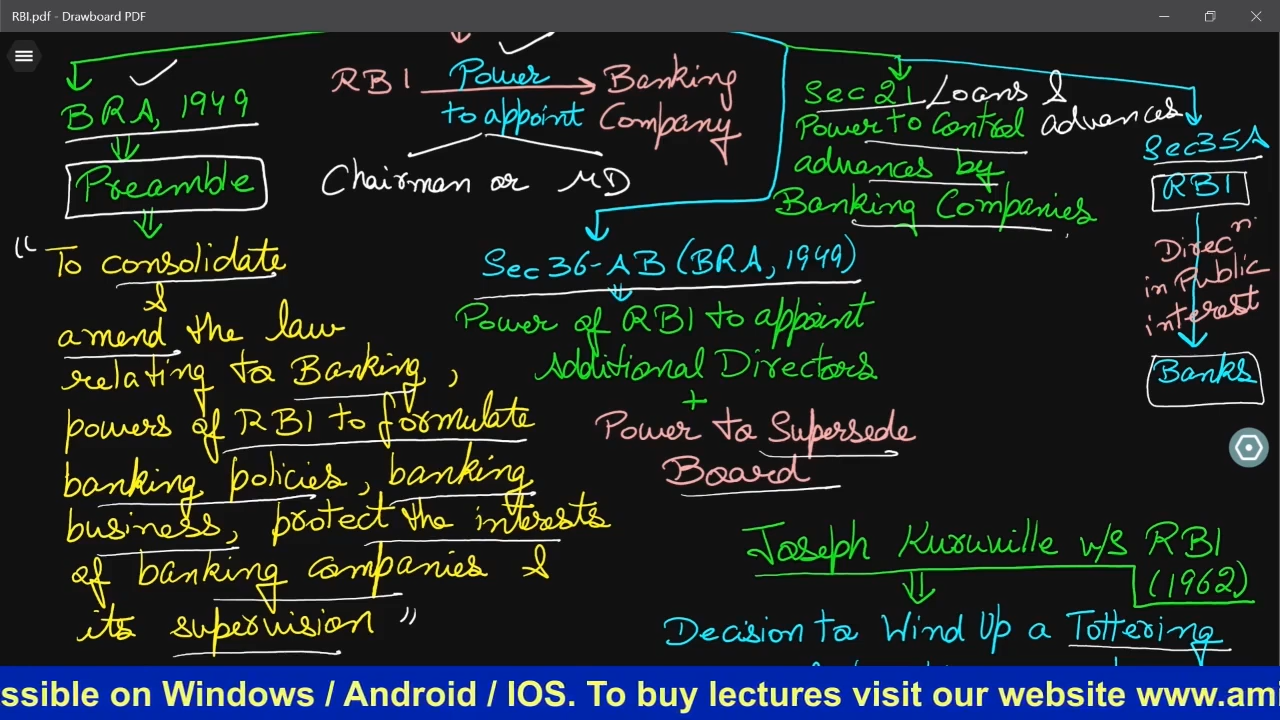 RBI.pdf - Drawboard PDF
BRA, 1949
Preamble
" To consolidate
&
amend the law
relating to Banking,
powers of RBI to formulate
banking policies, banking
business, protect the interests
of banking companies &
its supervision "
RBI Power Banking
to appoint Company
Chairman or MD
Sec 36-AB (BRA, 1949)
Power of RBI to appoint
Additional Directors
+
Power to Supersede
Board
Sec 21 Loans &
Power to Control advances
advances by
Banking Companies
Sec 35A
RBI
Direcⁿ
in Public
interest
Banks
Joseph Kuruville v/s RBI
(1962)
Decision to Wind Up a Tottering
ssible on Windows / Android / IOS. To buy lectures visit our website www.ami